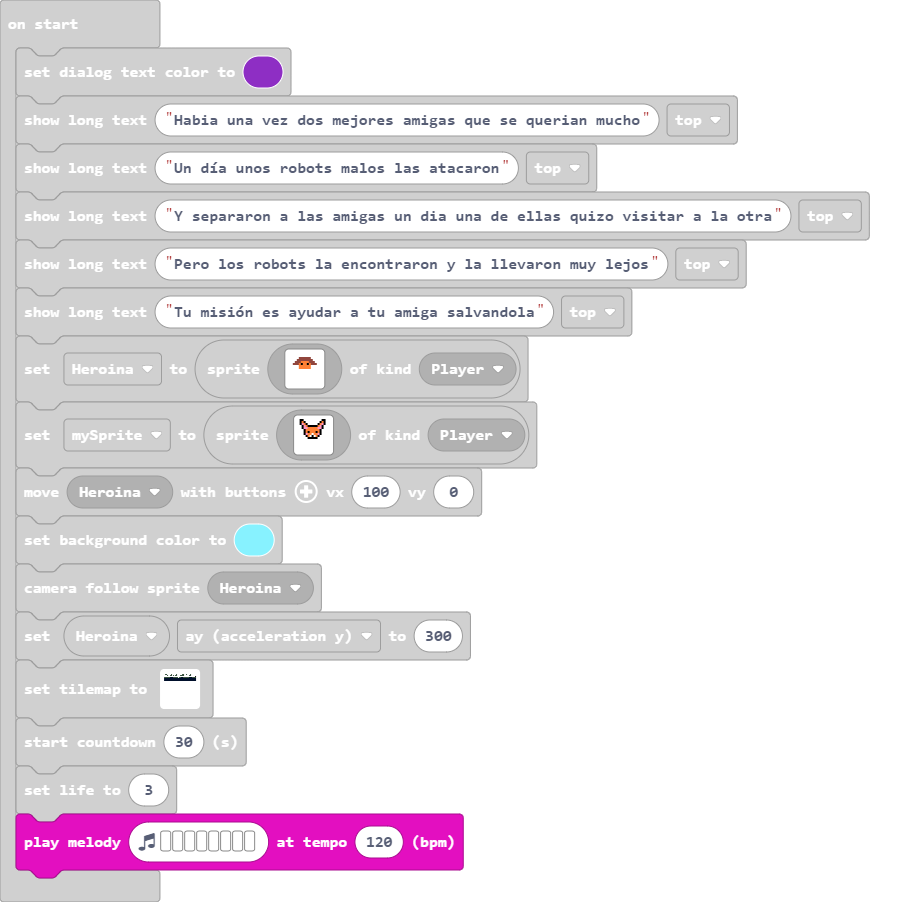 on start
set dialog text color to
show long text "Habia una vez dos mejores amigas que se querian mucho" top
show long text "Un día unos robots malos las atacaron" top
show long text "Y separaron a las amigas un dia una de ellas quizo visitar a la otra" top
show long text "Pero los robots la encontraron y la llevaron muy lejos" top
show long text "Tu misión es ayudar a tu amiga salvandola" top
set Heroina to sprite of kind Player
set mySprite to sprite of kind Player
move Heroina with buttons + vx 100 vy 0
set background color to
camera follow sprite Heroina
set Heroina ay (acceleration y) to 300
set tilemap to
start countdown 30 (s)
set life to 3
play melody at tempo 120 (bpm)